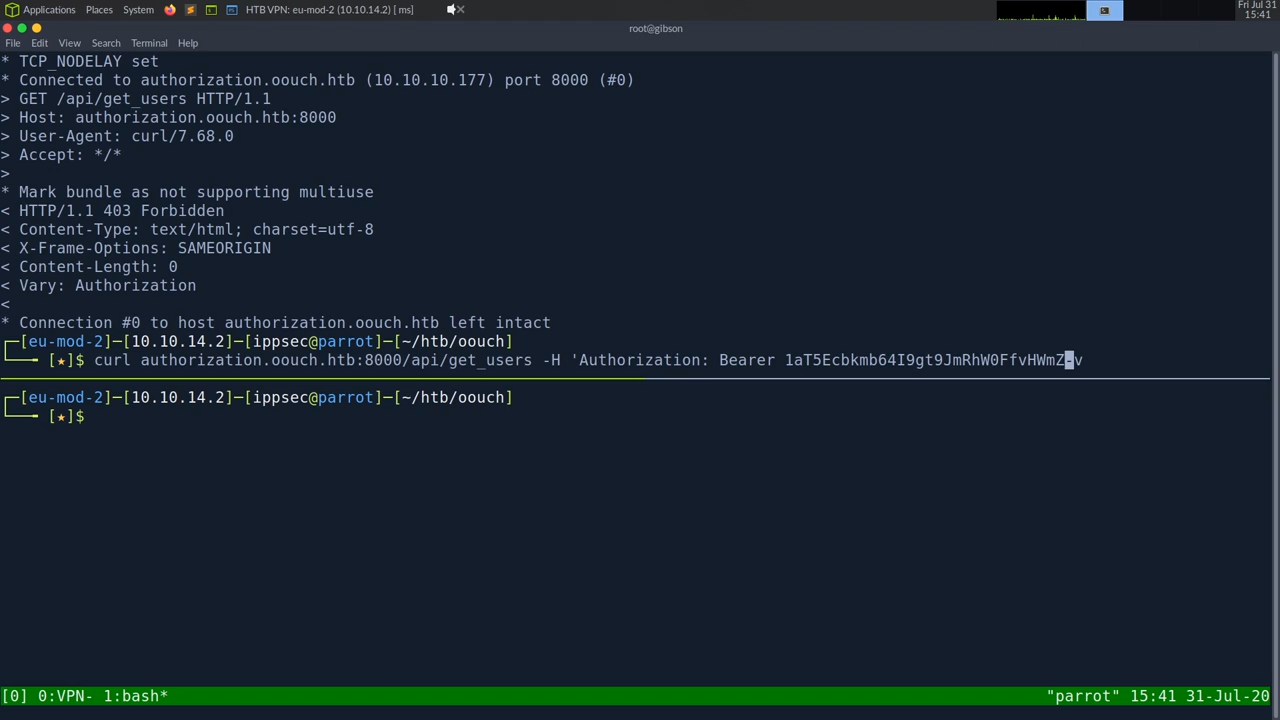 Applications Places System HTB VPN: eu-mod-2 (10.10.14.2) [ ms] Fri Jul 31
15:41
root@gibson
File Edit View Search Terminal Help
* TCP_NODELAY set
* Connected to authorization.oouch.htb (10.10.10.177) port 8000 (#0)
> GET /api/get_users HTTP/1.1
> Host: authorization.oouch.htb:8000
> User-Agent: curl/7.68.0
> Accept: */*
>
* Mark bundle as not supporting multiuse
< HTTP/1.1 403 Forbidden
< Content-Type: text/html; charset=utf-8
< X-Frame-Options: SAMEORIGIN
< Content-Length: 0
< Vary: Authorization
<
* Connection #0 to host authorization.oouch.htb left intact
┌─[eu-mod-2]─[10.10.14.2]─[ippsec@parrot]─[~/htb/oouch]
└──╼ [★]$ curl authorization.oouch.htb:8000/api/get_users -H 'Authorization: Bearer 1aT5Ecbkmb64I9gt9JmRhW0FfvHWmZ-v
┌─[eu-mod-2]─[10.10.14.2]─[ippsec@parrot]─[~/htb/oouch]
└──╼ [★]$
[0] 0:VPN- 1:bash* "parrot" 15:41 31-Jul-20